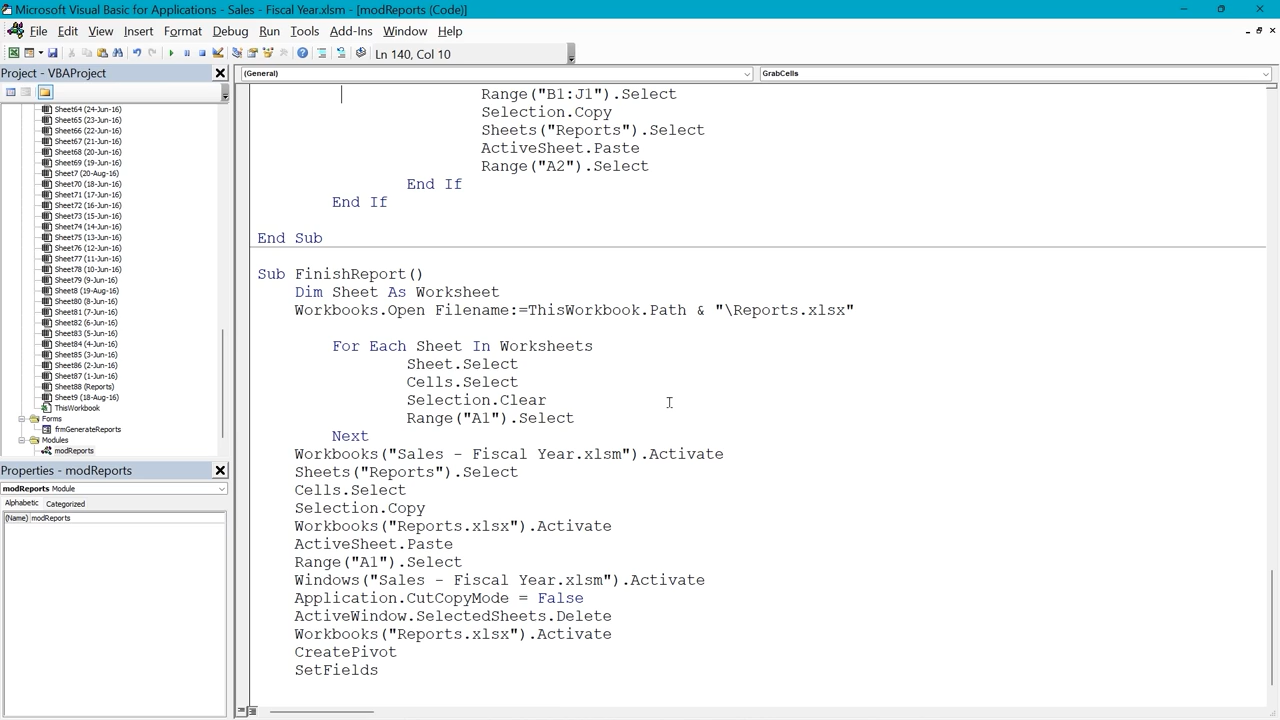 Microsoft Visual Basic for Applications - Sales - Fiscal Year.xlsm - [modReports (Code)]
File Edit View Insert Format Debug Run Tools Add-Ins Window Help
Ln 140, Col 10
Project - VBAProject
(General) GrabCells
Sheet64 (24-Jun-16)
Sheet65 (23-Jun-16)
Sheet66 (22-Jun-16)
Sheet67 (21-Jun-16)
Sheet68 (20-Jun-16)
Sheet69 (19-Jun-16)
Sheet7 (20-Aug-16)
Sheet70 (18-Jun-16)
Sheet71 (17-Jun-16)
Sheet72 (16-Jun-16)
Sheet73 (15-Jun-16)
Sheet74 (14-Jun-16)
Sheet75 (13-Jun-16)
Sheet76 (12-Jun-16)
Sheet77 (11-Jun-16)
Sheet78 (10-Jun-16)
Sheet79 (9-Jun-16)
Sheet8 (19-Aug-16)
Sheet80 (8-Jun-16)
Sheet81 (7-Jun-16)
Sheet82 (6-Jun-16)
Sheet83 (5-Jun-16)
Sheet84 (4-Jun-16)
Sheet85 (3-Jun-16)
Sheet86 (2-Jun-16)
Sheet87 (1-Jun-16)
Sheet88 (Reports)
Sheet9 (18-Aug-16)
ThisWorkbook
Forms
frmGenerateReports
Modules
modReports
Properties - modReports
modReports Module
Alphabetic Categorized
(Name) modReports
Range("B1:J1").Select
Selection.Copy
Sheets("Reports").Select
ActiveSheet.Paste
Range("A2").Select
End If
End If
End Sub
Sub FinishReport()
Dim Sheet As Worksheet
Workbooks.Open Filename:=ThisWorkbook.Path & "\Reports.xlsx"
For Each Sheet In Worksheets
Sheet.Select
Cells.Select
Selection.Clear
Range("A1").Select
Next
Workbooks("Sales - Fiscal Year.xlsm").Activate
Sheets("Reports").Select
Cells.Select
Selection.Copy
Workbooks("Reports.xlsx").Activate
ActiveSheet.Paste
Range("A1").Select
Windows("Sales - Fiscal Year.xlsm").Activate
Application.CutCopyMode = False
ActiveWindow.SelectedSheets.Delete
Workbooks("Reports.xlsx").Activate
CreatePivot
SetFields